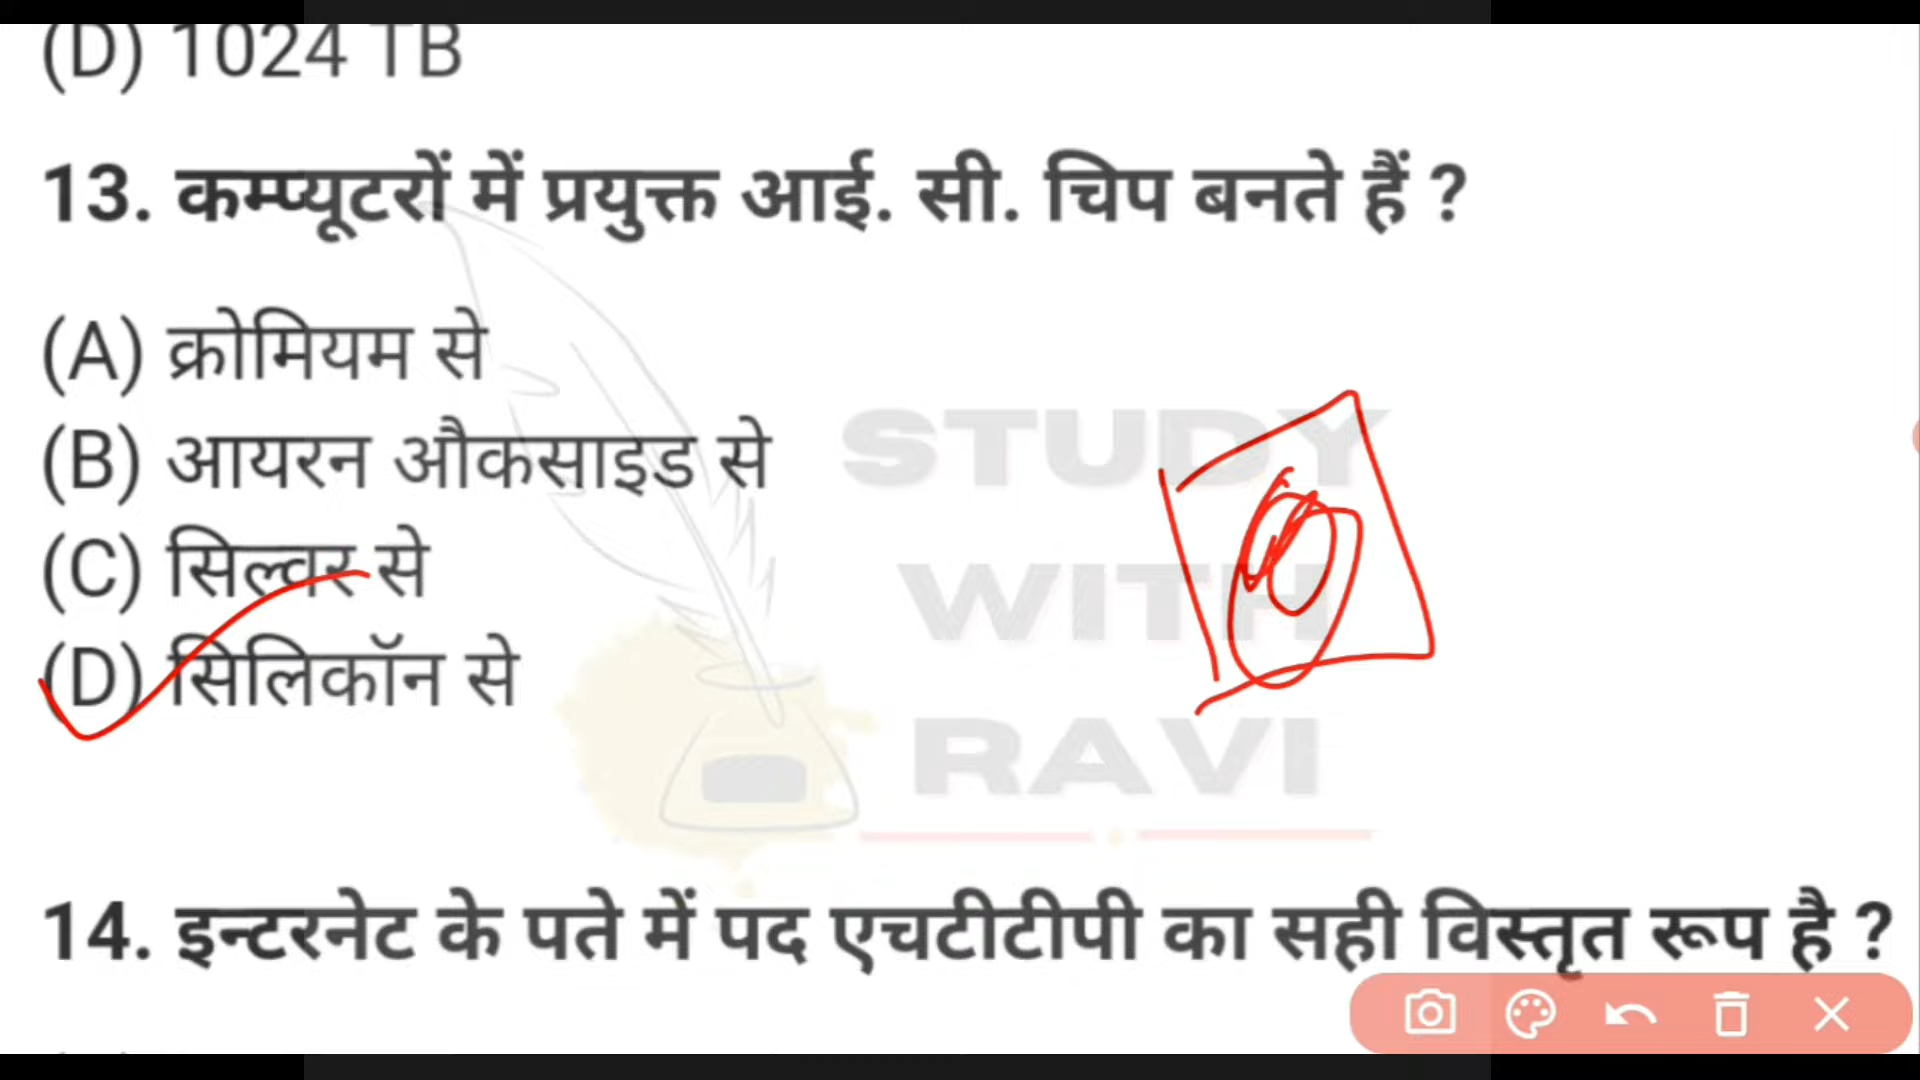 (D) 1024 TB
13. कम्प्यूटरों में प्रयुक्त आई. सी. चिप बनते हैं ?
(A) क्रोमियम से
(B) आयरन औकसाइड से
(C) सिल्वर से
(D) सिलिकॉन से
STUDY
WITH
RAVI
14. इन्टरनेट के पते में पद एचटीटीपी का सही विस्तृत रूप है ?